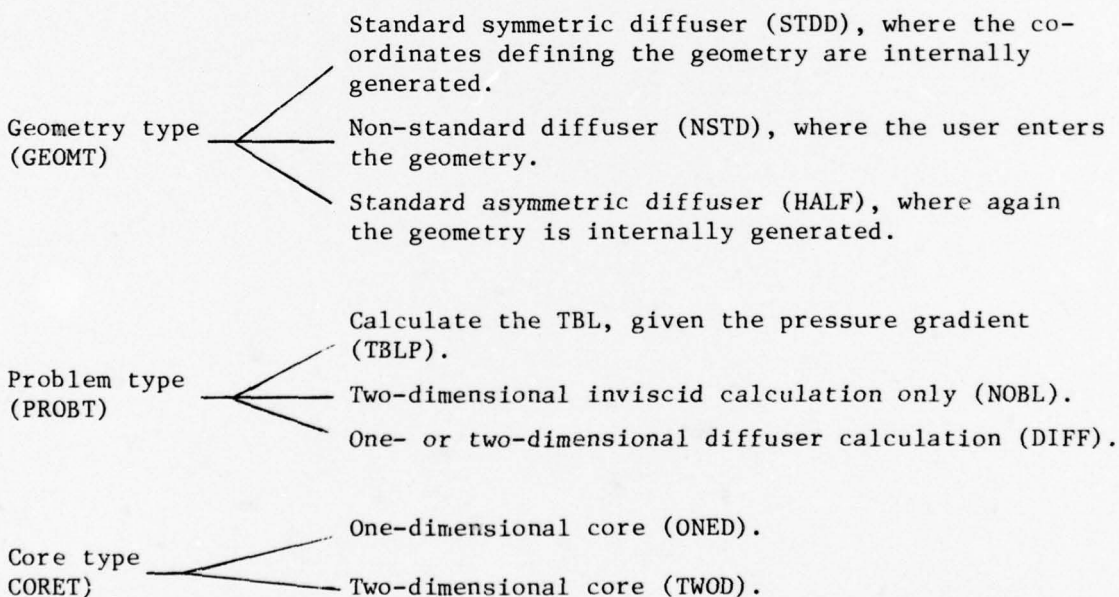 Standard symmetric diffuser (STDD), where the co-
ordinates defining the geometry are internally
generated.
Geometry type
(GEOMT)
Non-standard diffuser (NSTD), where the user enters
the geometry.
Standard asymmetric diffuser (HALF), where again
the geometry is internally generated.
Calculate the TBL, given the pressure gradient
(TBLP).
Problem type
(PROBT)
Two-dimensional inviscid calculation only (NOBL).
One- or two-dimensional diffuser calculation (DIFF).
One-dimensional core (ONED).
Core type
CORET)
Two-dimensional core (TWOD).